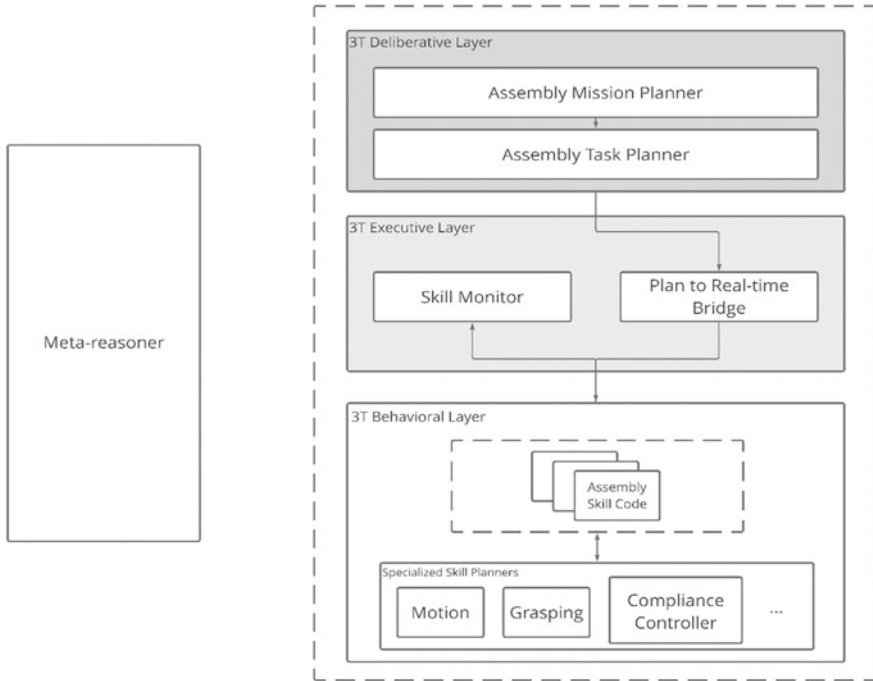 3T Deliberative Layer
Assembly Mission Planner
Assembly Task Planner
3T Executive Layer
Skill Monitor
Plan to Real-time
Bridge
Meta-reasoner
3T Behavioral Layer
Assembly
Skill Code
Specialized Skill Planners
Motion
Grasping
Compliance
Controller
...